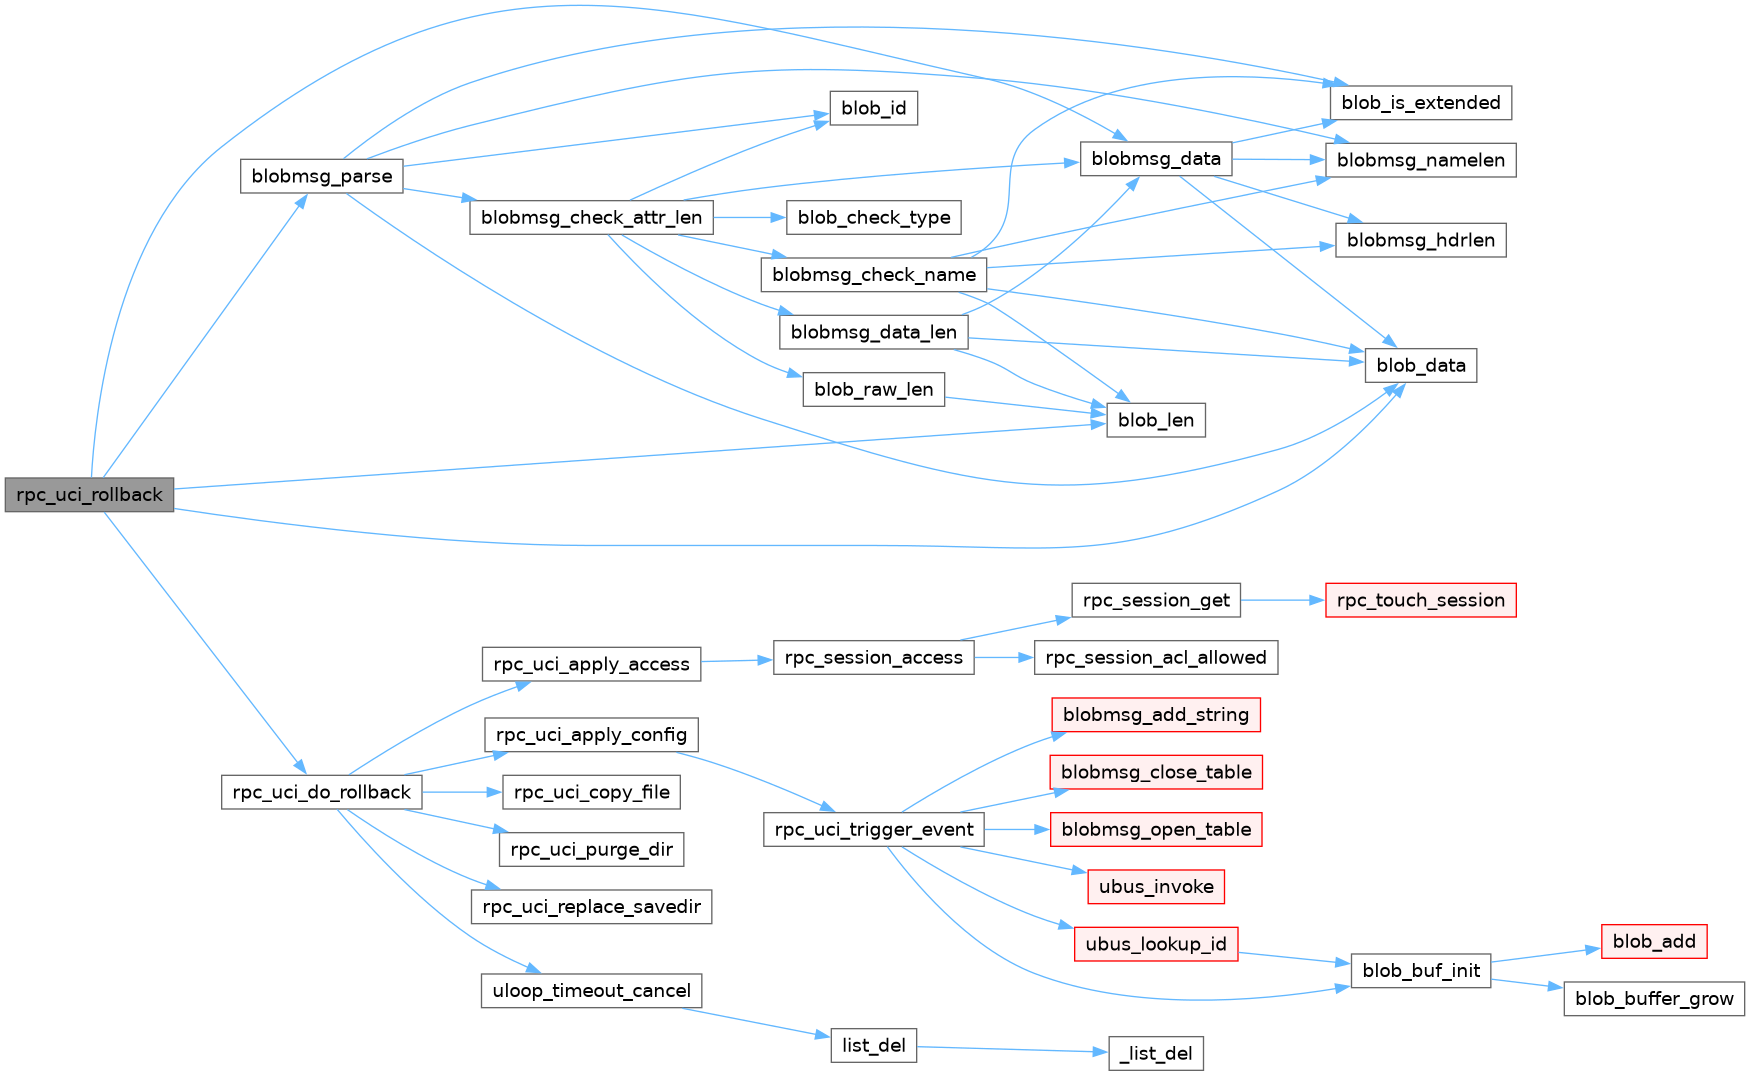 blob_is_extended
blob_id
blobmsg_data
blobmsg_namelen
blobmsg_parse
blobmsg_check_attr_len
blob_check_type
blobmsg_hdrlen
blobmsg_check_name
blobmsg_data_len
blob_data
blob_raw_len
blob_len
rpc_uci_rollback
rpc_session_get
rpc_touch_session
rpc_uci_apply_access
rpc_session_access
rpc_session_acl_allowed
blobmsg_add_string
rpc_uci_apply_config
blobmsg_close_table
rpc_uci_do_rollback
rpc_uci_copy_file
rpc_uci_trigger_event
blobmsg_open_table
rpc_uci_purge_dir
ubus_invoke
rpc_uci_replace_savedir
ubus_lookup_id
blob_add
blob_buf_init
uloop_timeout_cancel
blob_buffer_grow
list_del
_list_del